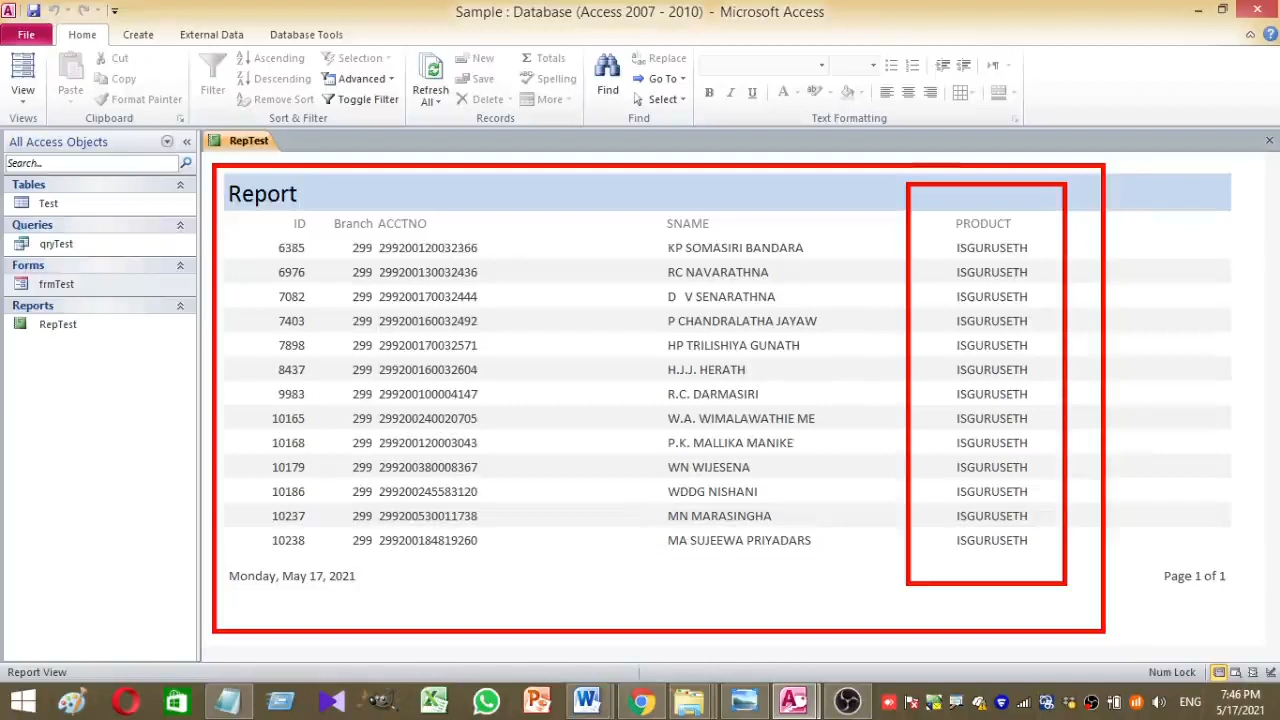 Sample : Database (Access 2007 - 2010) - Microsoft Access
File Home Create External Data Database Tools
View
Views
Paste
Cut
Copy
Format Painter
Clipboard
Filter
Ascending
Descending
Remove Sort
Selection
Advanced
Toggle Filter
Sort & Filter
Refresh
All
New
Save
Delete
Totals
Spelling
More
Records
Find
Replace
Go To
Select
Find
B I U A
Text Formatting
All Access Objects
Search...
Tables
Test
Queries
qryTest
Forms
frmTest
Reports
RepTest
RepTest
Report
ID Branch ACCTNO SNAME PRODUCT
6385 299 299200120032366 KP SOMASIRI BANDARA ISGURUSETH
6976 299 299200130032436 RC NAVARATHNA ISGURUSETH
7082 299 299200170032444 D V SENARATHNA ISGURUSETH
7403 299 299200160032492 P CHANDRALATHA JAYAW ISGURUSETH
7898 299 299200170032571 HP TRILISHIYA GUNATH ISGURUSETH
8437 299 299200160032604 H.J.J. HERATH ISGURUSETH
9983 299 299200100004147 R.C. DARMASIRI ISGURUSETH
10165 299 299200240020705 W.A. WIMALAWATHIE ME ISGURUSETH
10168 299 299200120003043 P.K. MALLIKA MANIKE ISGURUSETH
10179 299 299200380008367 WN WIJESENA ISGURUSETH
10186 299 299200245583120 WDDG NISHANI ISGURUSETH
10237 299 299200530011738 MN MARASINGHA ISGURUSETH
10238 299 299200184819260 MA SUJEEWA PRIYADARS ISGURUSETH
Monday, May 17, 2021 Page 1 of 1
Report View Num Lock
ENG 7:46 PM
5/17/2021